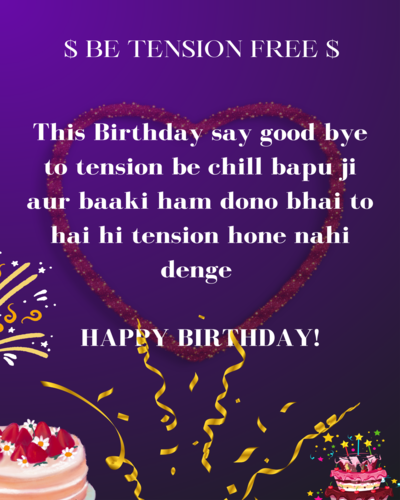 $ BE TENSION FREE $
This Birthday say good bye
to tension be chill bapu ji
aur baaki ham dono bhai to
hai hi tension hone nahi
denge
HAPPY BIRTHDAY!